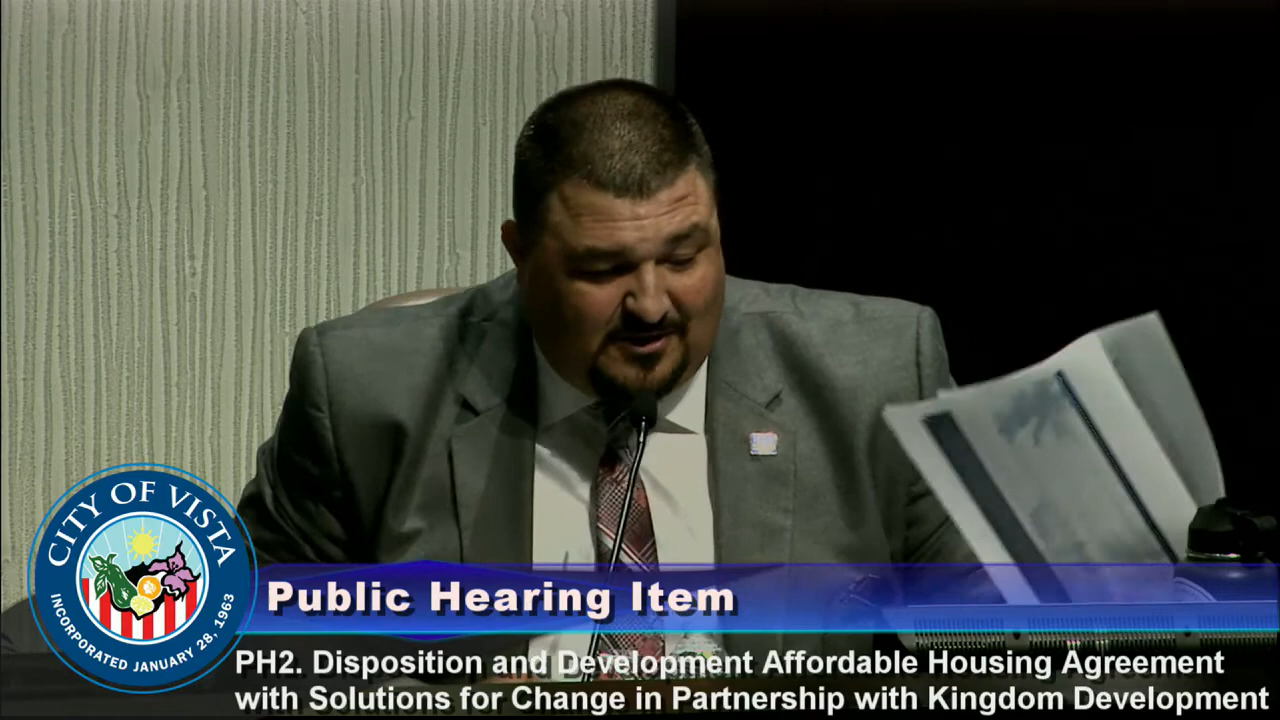 CITY OF VISTA
INCORPORATED JANUARY 28, 1963
Public Hearing Item
PH2. Disposition and Development Affordable Housing Agreement
with Solutions for Change in Partnership with Kingdom Development